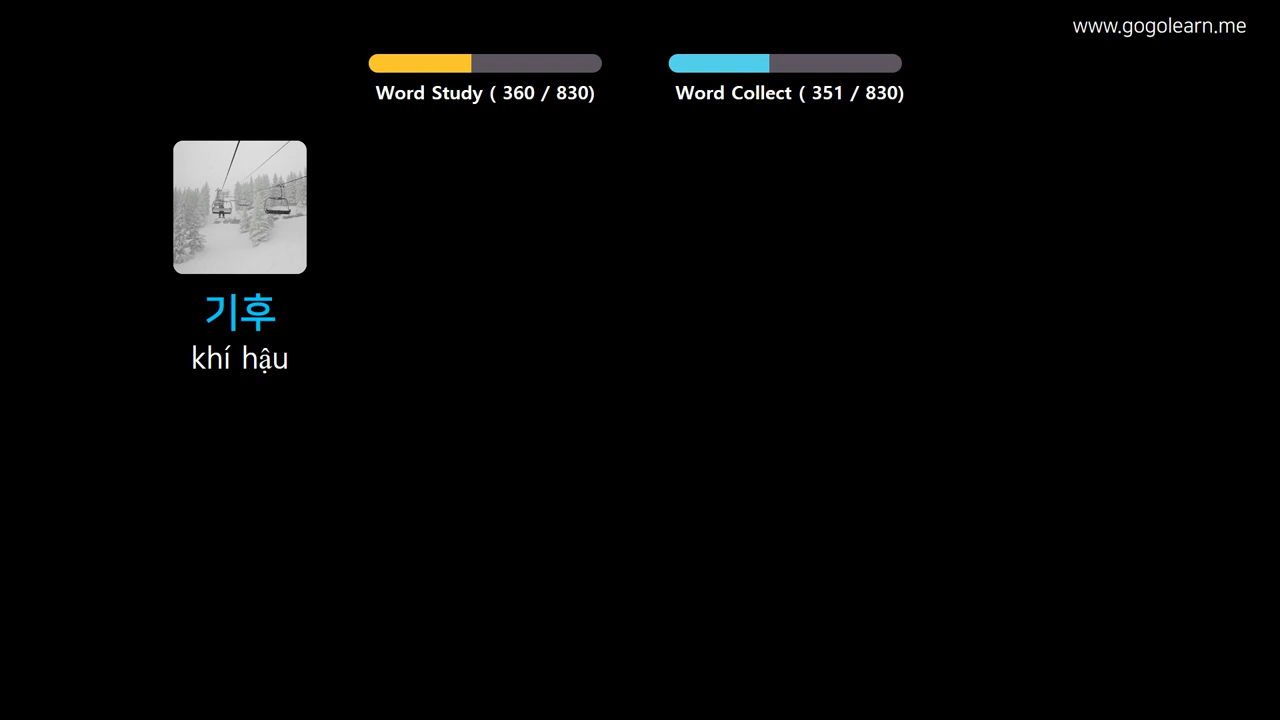 www.gogolearn.me
Word Study ( 360 / 830)
Word Collect ( 351 / 830)
기후
khí hậu